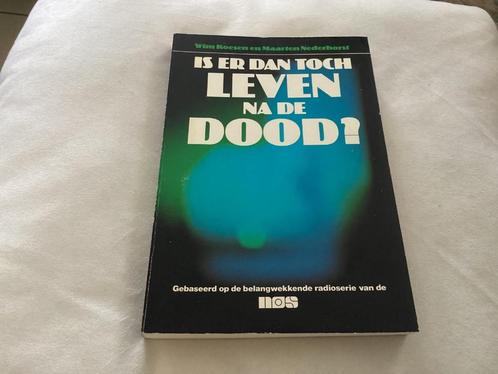 Wim Koesen en Maarten Nederhorst
IS ER DAN TOCH
LEVEN
NA DE
DOOD?
Gebaseerd op de belangwekkende radioserie van de
nos